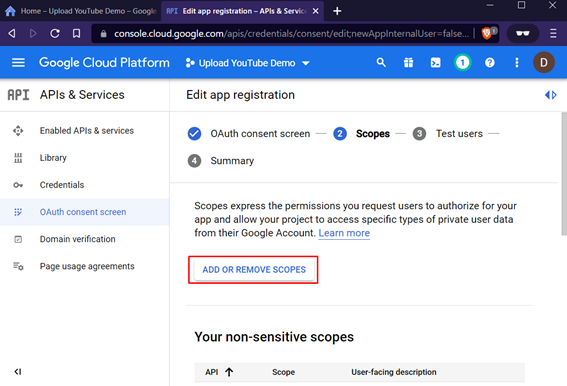 Home – Upload YouTube Demo – Google
API Edit app registration – APIs & Services
console.cloud.google.com/apis/credentials/consent/edit;newAppInternalUser=false...
1
Google Cloud Platform
Upload YouTube Demo
1
D
API APIs & Services
Edit app registration
Enabled APIs & services
Library
Credentials
OAuth consent screen
Domain verification
Page usage agreements
OAuth consent screen — 2 Scopes — 3 Test users —
4 Summary
Scopes express the permissions you request users to authorize for your
app and allow your project to access specific types of private user data
from their Google Account. Learn more
ADD OR REMOVE SCOPES
Your non-sensitive scopes
API Scope User-facing description